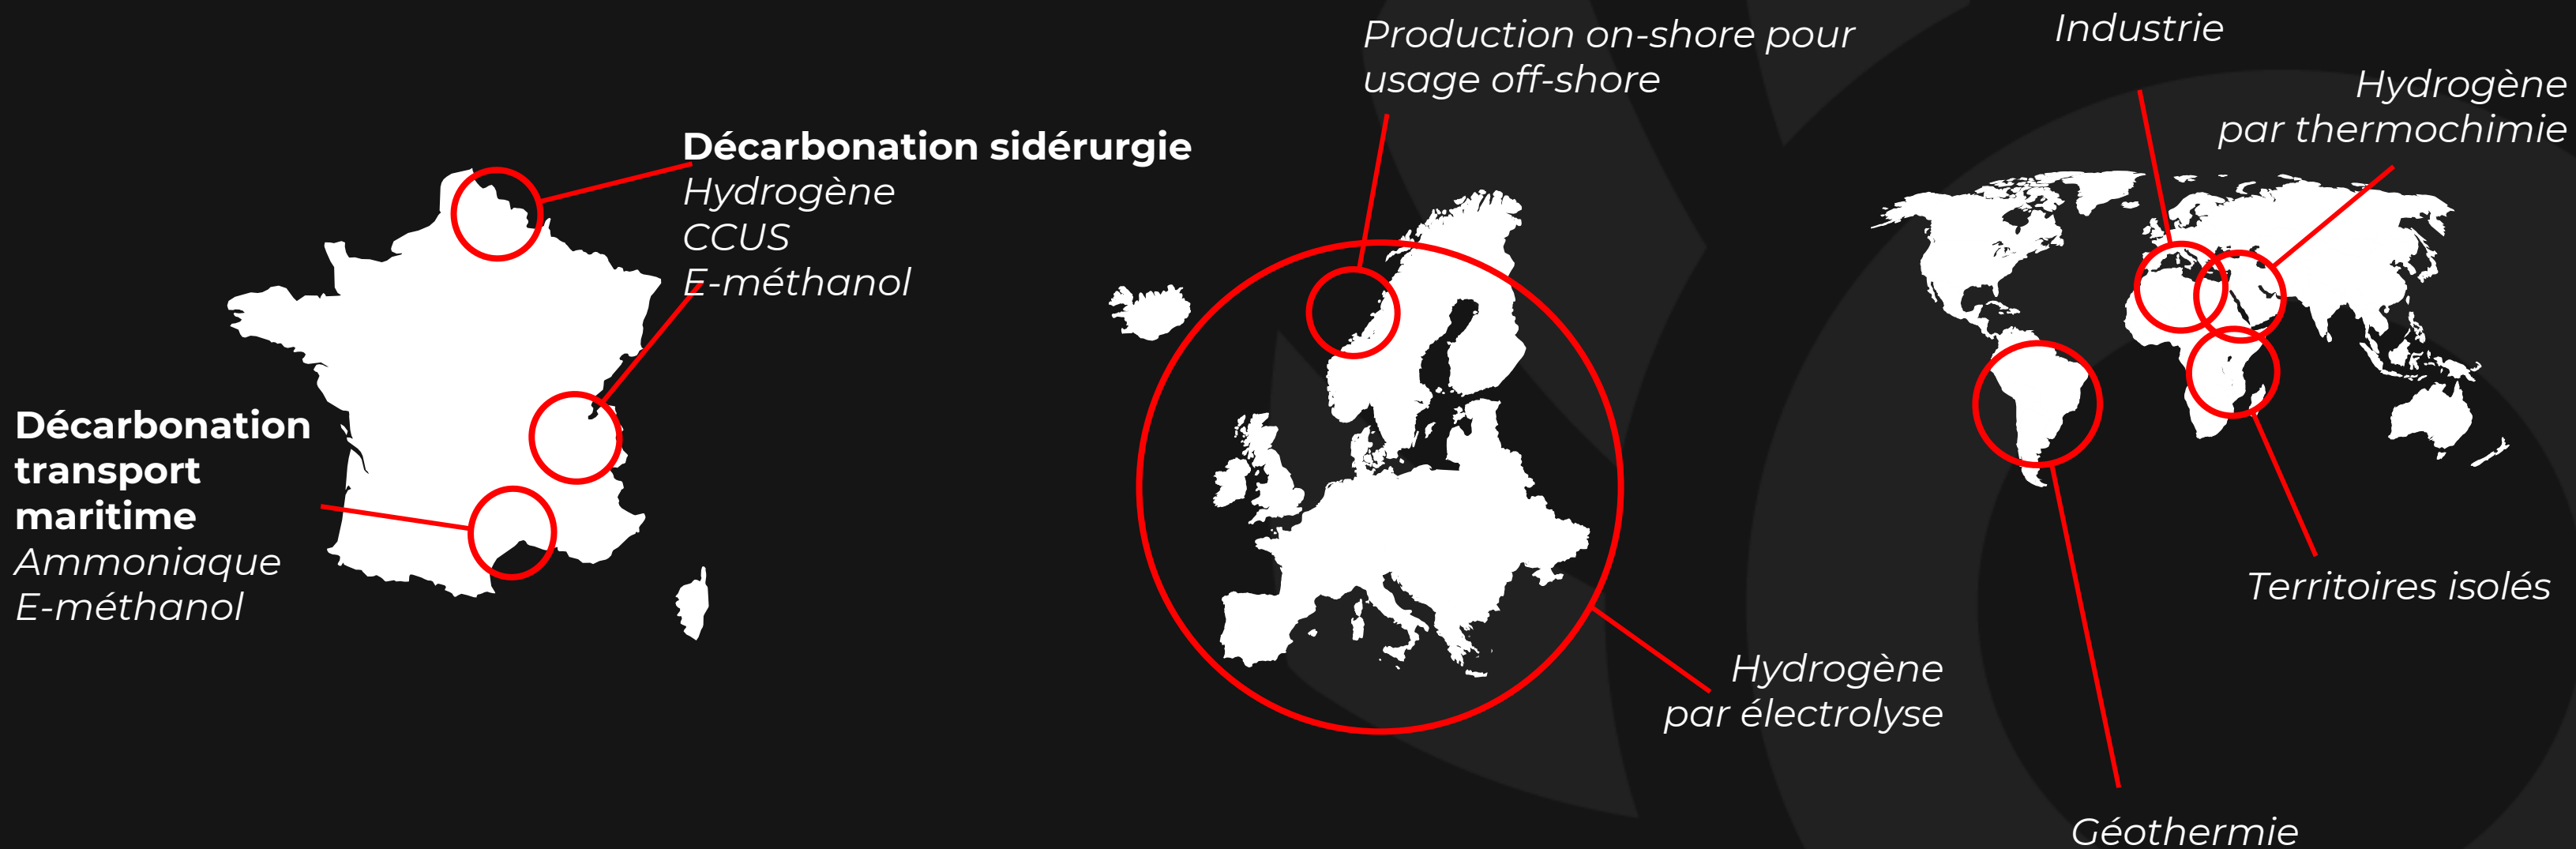 Décarbonation sidérurgie
Hydrogène
CCUS
E-méthanol
Décarbonation
transport
maritime
Ammoniaque
E-méthanol
Production on-shore pour
usage off-shore
Hydrogène
par électrolyse
Industrie
Hydrogène
par thermochimie
Territoires isolés
Géothermie